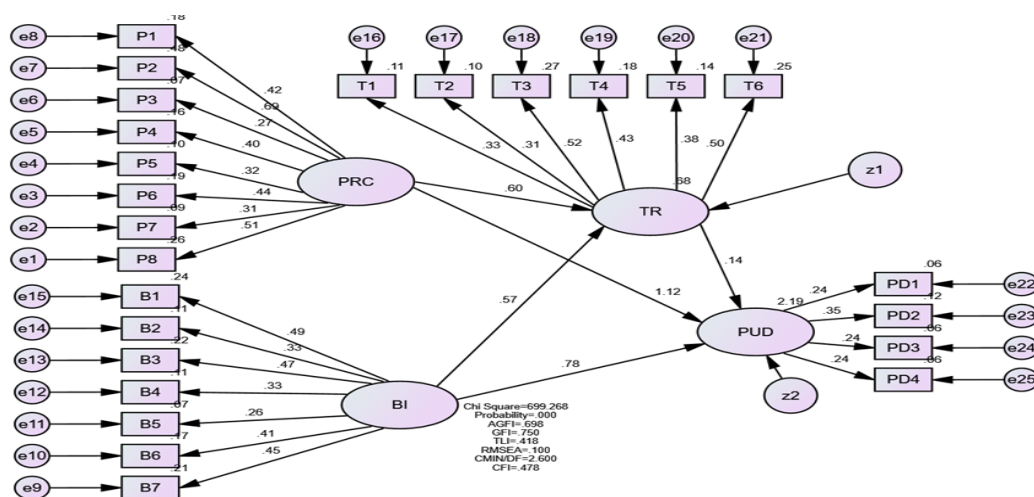 .18
e8 P1
.48
e7 P2
.07
e6 P3
.16
e5 P4
.10
e4 P5
.19
e3 P6
.09
e2 P7
.26
e1 P8
.42
.69
.27
.40
.32
.44
.31
.51
PRC
e16 e17 e18 e19 e20 e21
.11 .10 .27 .18 .14 .25
T1 T2 T3 T4 T5 T6
.33 .31 .52 .43 .38 .50
.68
TR
z1
.60
.14
1.12
.57
.78
.24
e15 B1
.11
e14 B2
.22
e13 B3
.11
e12 B4
.07
e11 B5
.17
e10 B6
.21
e9 B7
.49
.33
.47
.33
.26
.41
.45
BI
2.19
PUD
z2
.24
.35
.24
.24
.06
PD1 e22
.12
PD2 e23
.06
PD3 e24
.06
PD4 e25
Chi Square=699.268
Probability=.000
AGFI=.698
GFI=.750
TLI=.418
RMSEA=.100
CMIN/DF=2.600
CFI=.478